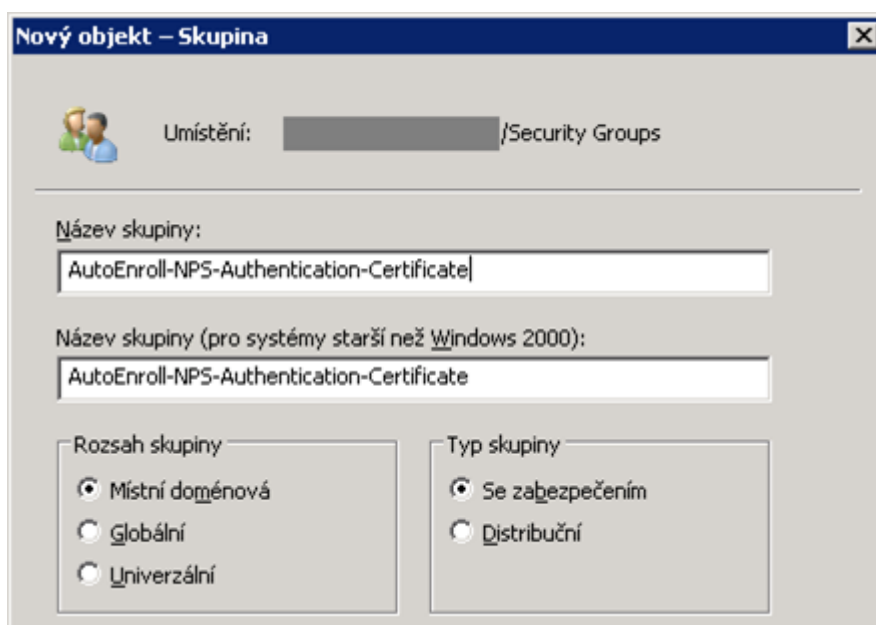 Nový objekt – Skupina
Umístění: /Security Groups
Název skupiny:
AutoEnroll-NPS-Authentication-Certificate
Název skupiny (pro systémy starší než Windows 2000):
AutoEnroll-NPS-Authentication-Certificate
Rozsah skupiny
Místní doménová
Globální
Univerzální
Typ skupiny
Se zabezpečením
Distribuční